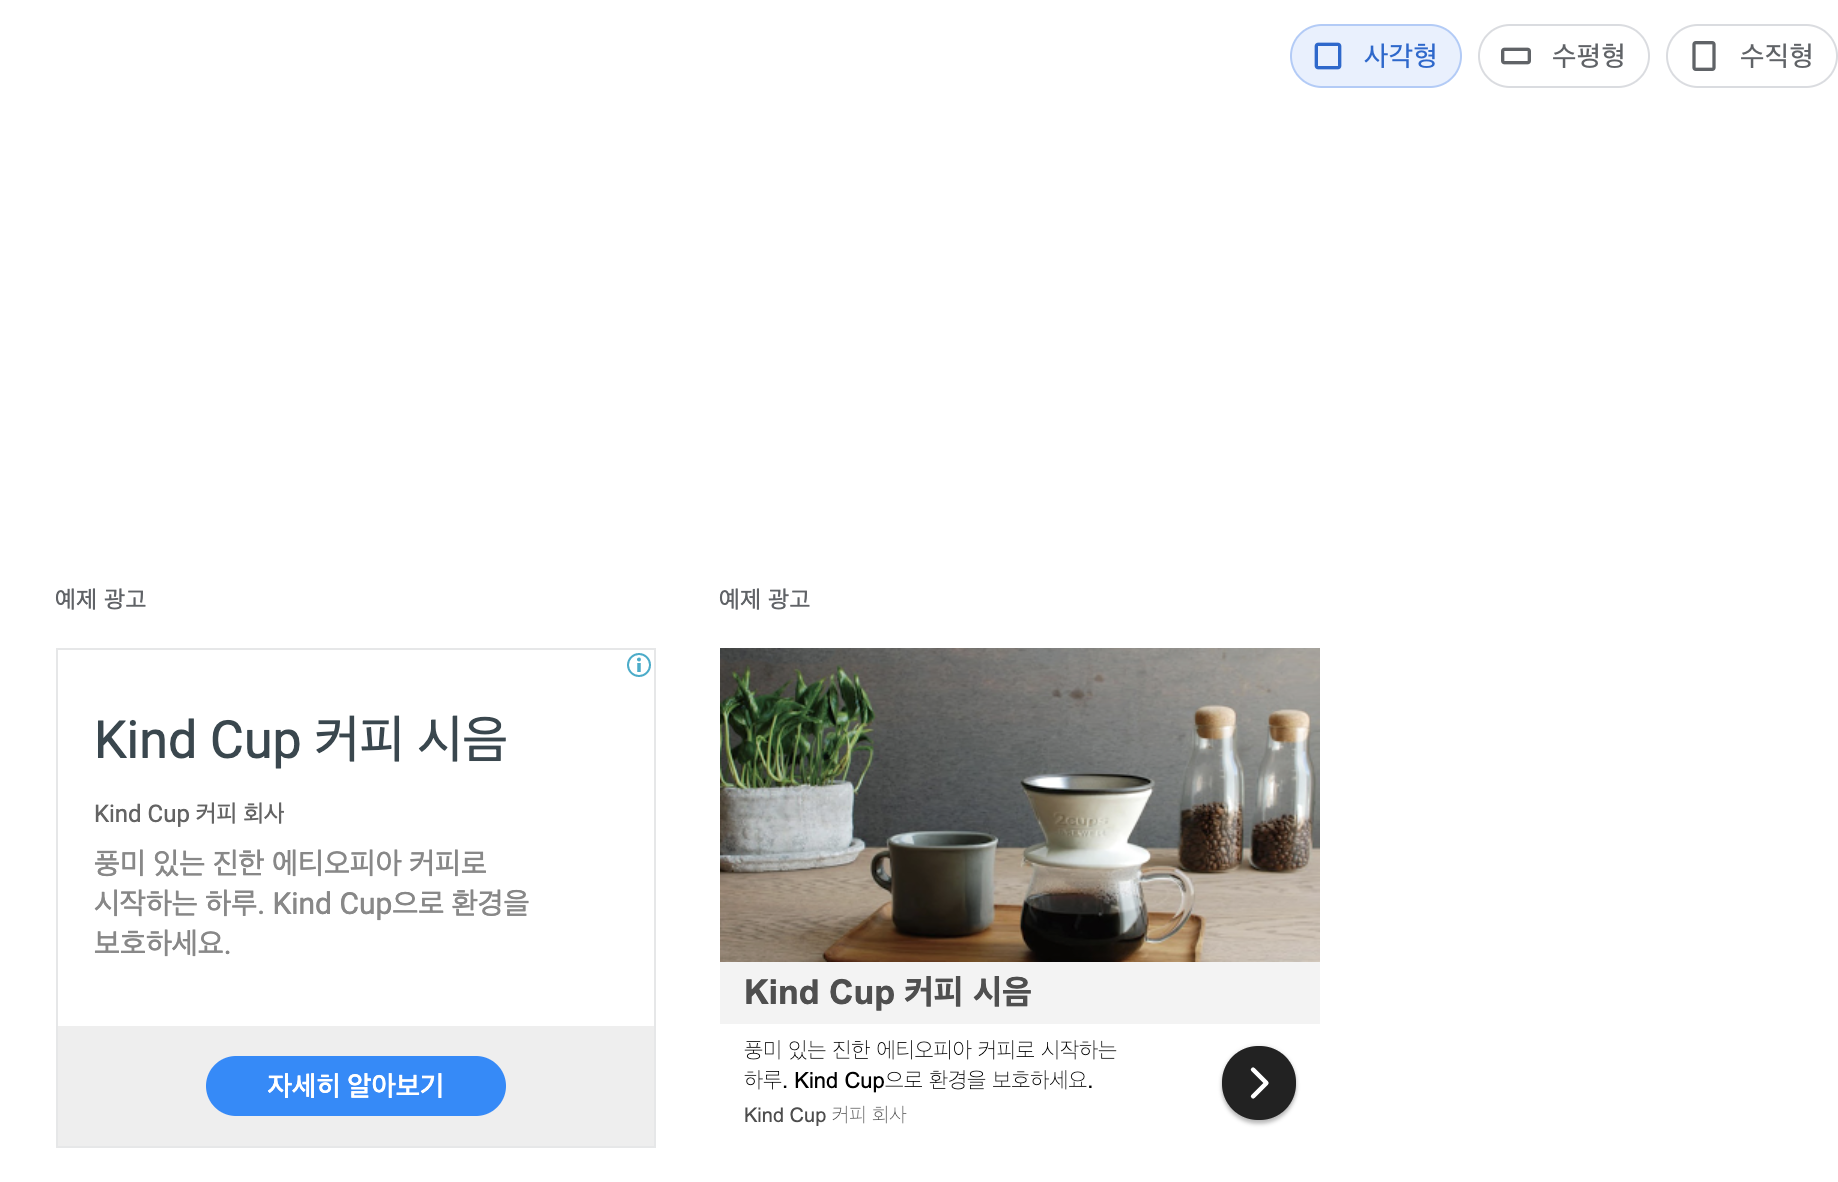 사각형
수평형
수직형
예제 광고
Kind Cup 커피 시음
Kind Cup 커피 회사
풍미 있는 진한 에티오피아 커피로
시작하는 하루. Kind Cup으로 환경을
보호하세요.
자세히 알아보기
예제 광고
2cups
Kind Cup 커피 시음
풍미 있는 진한 에티오피아 커피로 시작하는
하루. Kind Cup으로 환경을 보호하세요.
Kind Cup 커피 회사